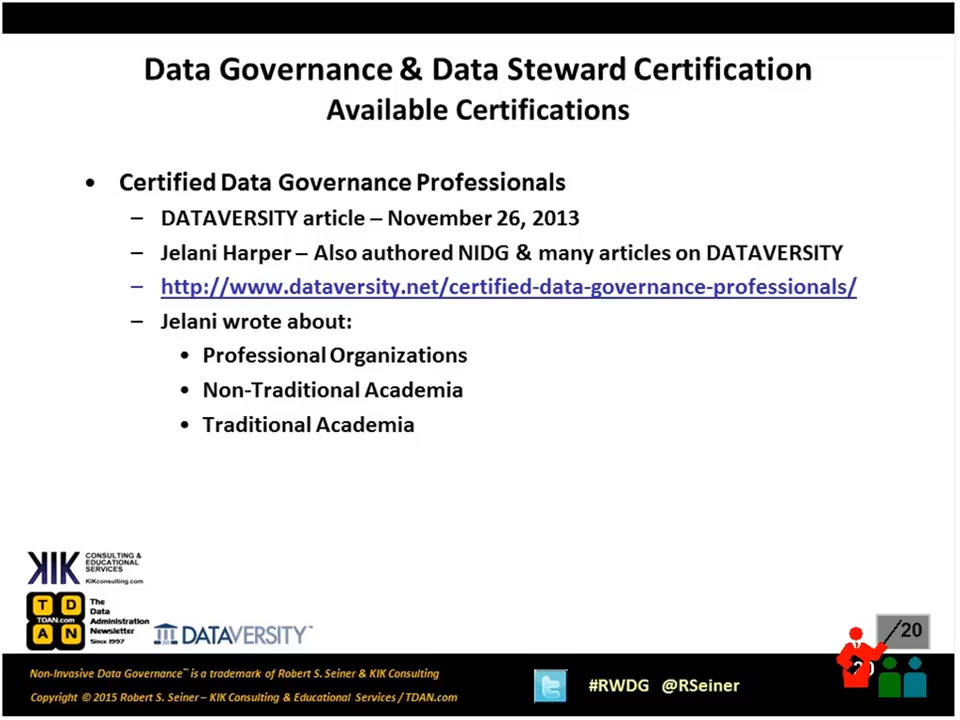 Data Governance & Data Steward Certification
Available Certifications
• Certified Data Governance Professionals
– DATAVERSITY article – November 26, 2013
– Jelani Harper – Also authored NIDG & many articles on DATAVERSITY
– http://www.dataversity.net/certified-data-governance-professionals/
– Jelani wrote about:
• Professional Organizations
• Non-Traditional Academia
• Traditional Academia
KIK CONSULTING &
EDUCATIONAL
SERVICES
KIKconsulting.com
T D
TDAN.com
A N
The
Data
Administration
Newsletter
Since 1997
DATAVERSITY™
/20
20
Non-Invasive Data Governance™ is a trademark of Robert S. Seiner & KIK Consulting
Copyright © 2015 Robert S. Seiner – KIK Consulting & Educational Services / TDAN.com
#RWDG @RSeiner